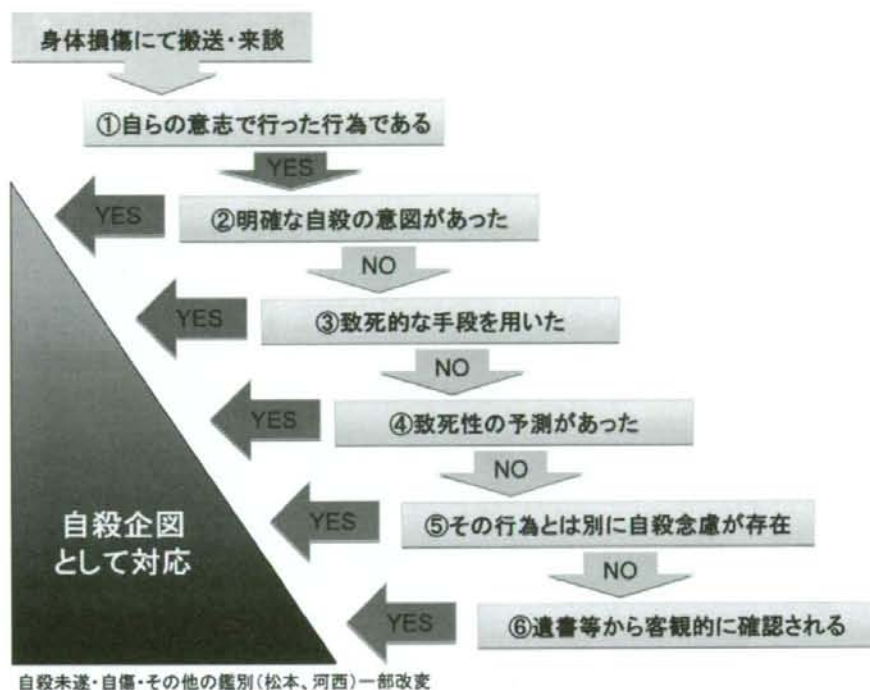 身体損傷にて搬送・来談
①自らの意志で行った行為である
YES
YES
②明確な自殺の意図があった
NO
YES
③致死的な手段を用いた
NO
YES
④致死性の予測があった
NO
自殺企図
として対応
YES
⑤その行為とは別に自殺念慮が存在
NO
YES
⑥遺書等から客観的に確認される
自殺未遂・自傷・その他の鑑別(松本、河西)一部改変